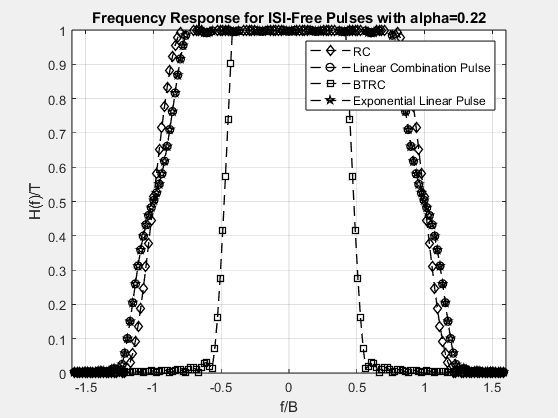 Frequency Response for ISI-Free Pulses with alpha=0.22
RC
Linear Combination Pulse
BTRC
Exponential Linear Pulse
H(f)/T
1
0.9
0.8
0.7
0.6
0.5
0.4
0.3
0.2
0.1
0
-1.5 -1 -0.5 0 0.5 1 1.5
f/B